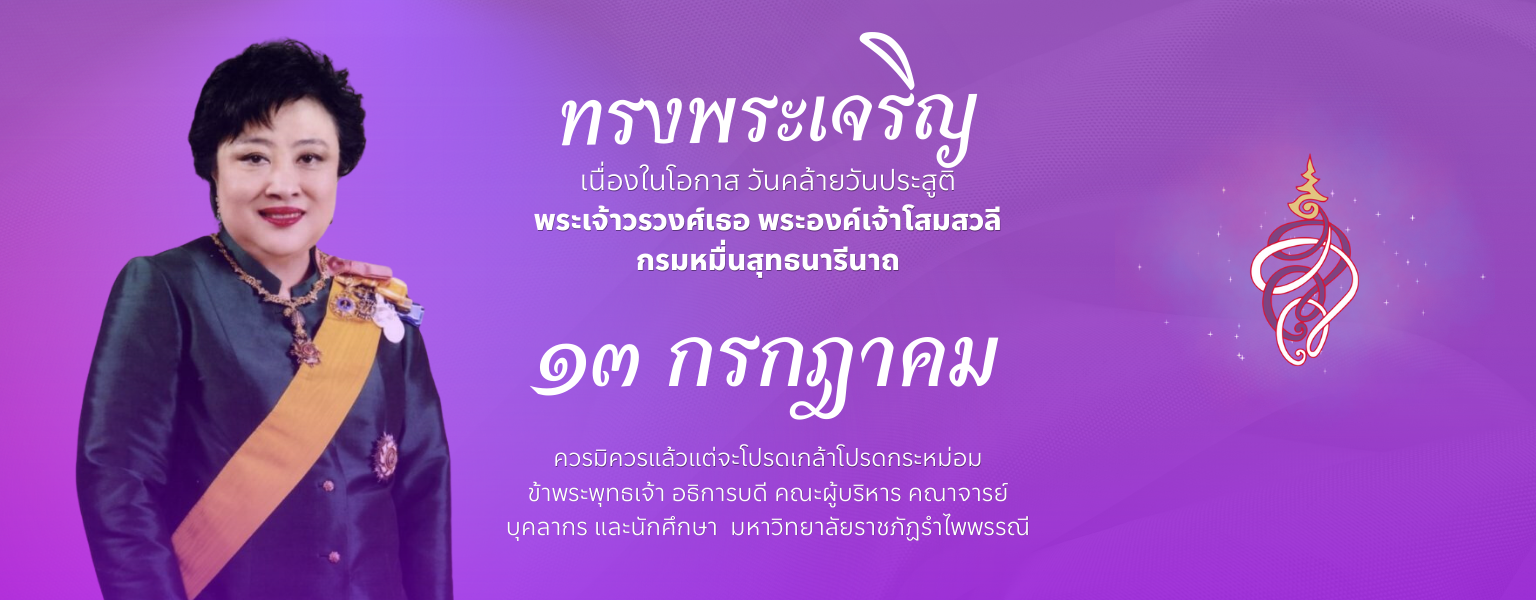 ทรงพระเจริญ
เนื่องในโอกาส วันคล้ายวันประสูติ
พระเจ้าวรวงศ์เธอ พระองค์เจ้าโสมสวลี
กรมหมื่นสุทธนารีนาถ
๑๓ กรกฎาคม
ควรมิควรแล้วแต่จะโปรดเกล้าโปรดกระหม่อม
ข้าพระพุทธเจ้า อธิการบดี คณะผู้บริหาร คณาจารย์
บุคลากร และนักศึกษา มหาวิทยาลัยราชภัฏรำไพพรรณี